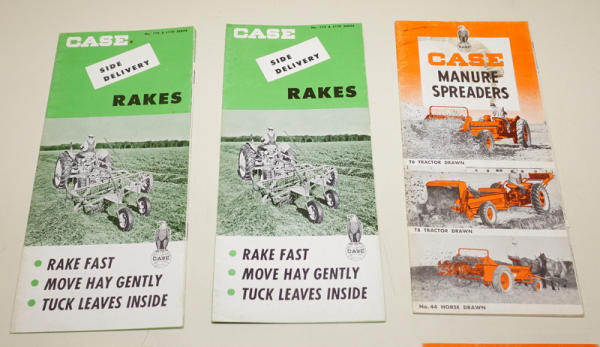 CASE
SIDE
DELIVERY
RAKES
• RAKE FAST
• MOVE HAY GENTLY
• TUCK LEAVES INSIDE
CASE
CASE
SIDE
DELIVERY
RAKES
• RAKE FAST
• MOVE HAY GENTLY
• TUCK LEAVES INSIDE
CASE
CASE
MANURE
SPREADERS
T6 TRACTOR DRAWN
T8 TRACTOR DRAWN
No. 44 HORSE DRAWN